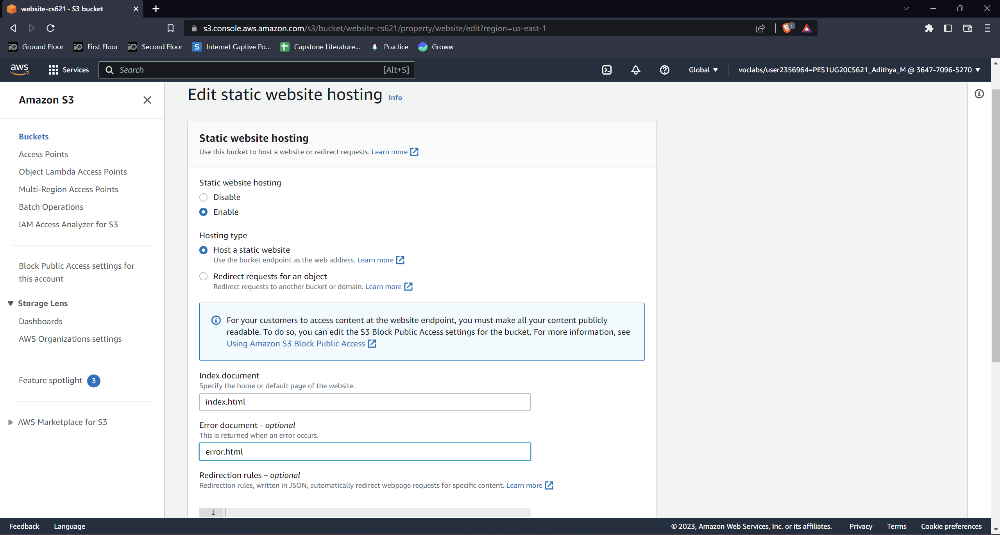 website-cs621 - S3 bucket
s3.console.aws.amazon.com/s3/bucket/website-cs621/property/website/edit?region=us-east-1
1
Ground Floor
First Floor
Second Floor
S
Internet Captive Po...
Capstone Literature...
Practice
Groww
aws
Services
Search
[Alt+S]
Global
voclabs/user2356964=PES1UG20CS621_Adithya_M @ 3647-7096-5270
Amazon S3
Buckets
Access Points
Object Lambda Access Points
Multi-Region Access Points
Batch Operations
IAM Access Analyzer for S3
Block Public Access settings for
this account
Storage Lens
Dashboards
AWS Organizations settings
Feature spotlight 3
AWS Marketplace for S3
Edit static website hosting Info
Static website hosting
Use this bucket to host a website or redirect requests. Learn more
Static website hosting
Disable
Enable
Hosting type
Host a static website
Use the bucket endpoint as the web address. Learn more
Redirect requests for an object
Redirect requests to another bucket or domain. Learn more
For your customers to access content at the website endpoint, you must make all your content publicly
readable. To do so, you can edit the S3 Block Public Access settings for the bucket. For more information, see
Using Amazon S3 Block Public Access
Index document
Specify the home or default page of the website.
index.html
Error document - optional
This is returned when an error occurs.
error.html
Redirection rules – optional
Redirection rules, written in JSON, automatically redirect webpage requests for specific content. Learn more
1
Feedback
Language
© 2023, Amazon Web Services, Inc. or its affiliates.
Privacy
Terms
Cookie preferences